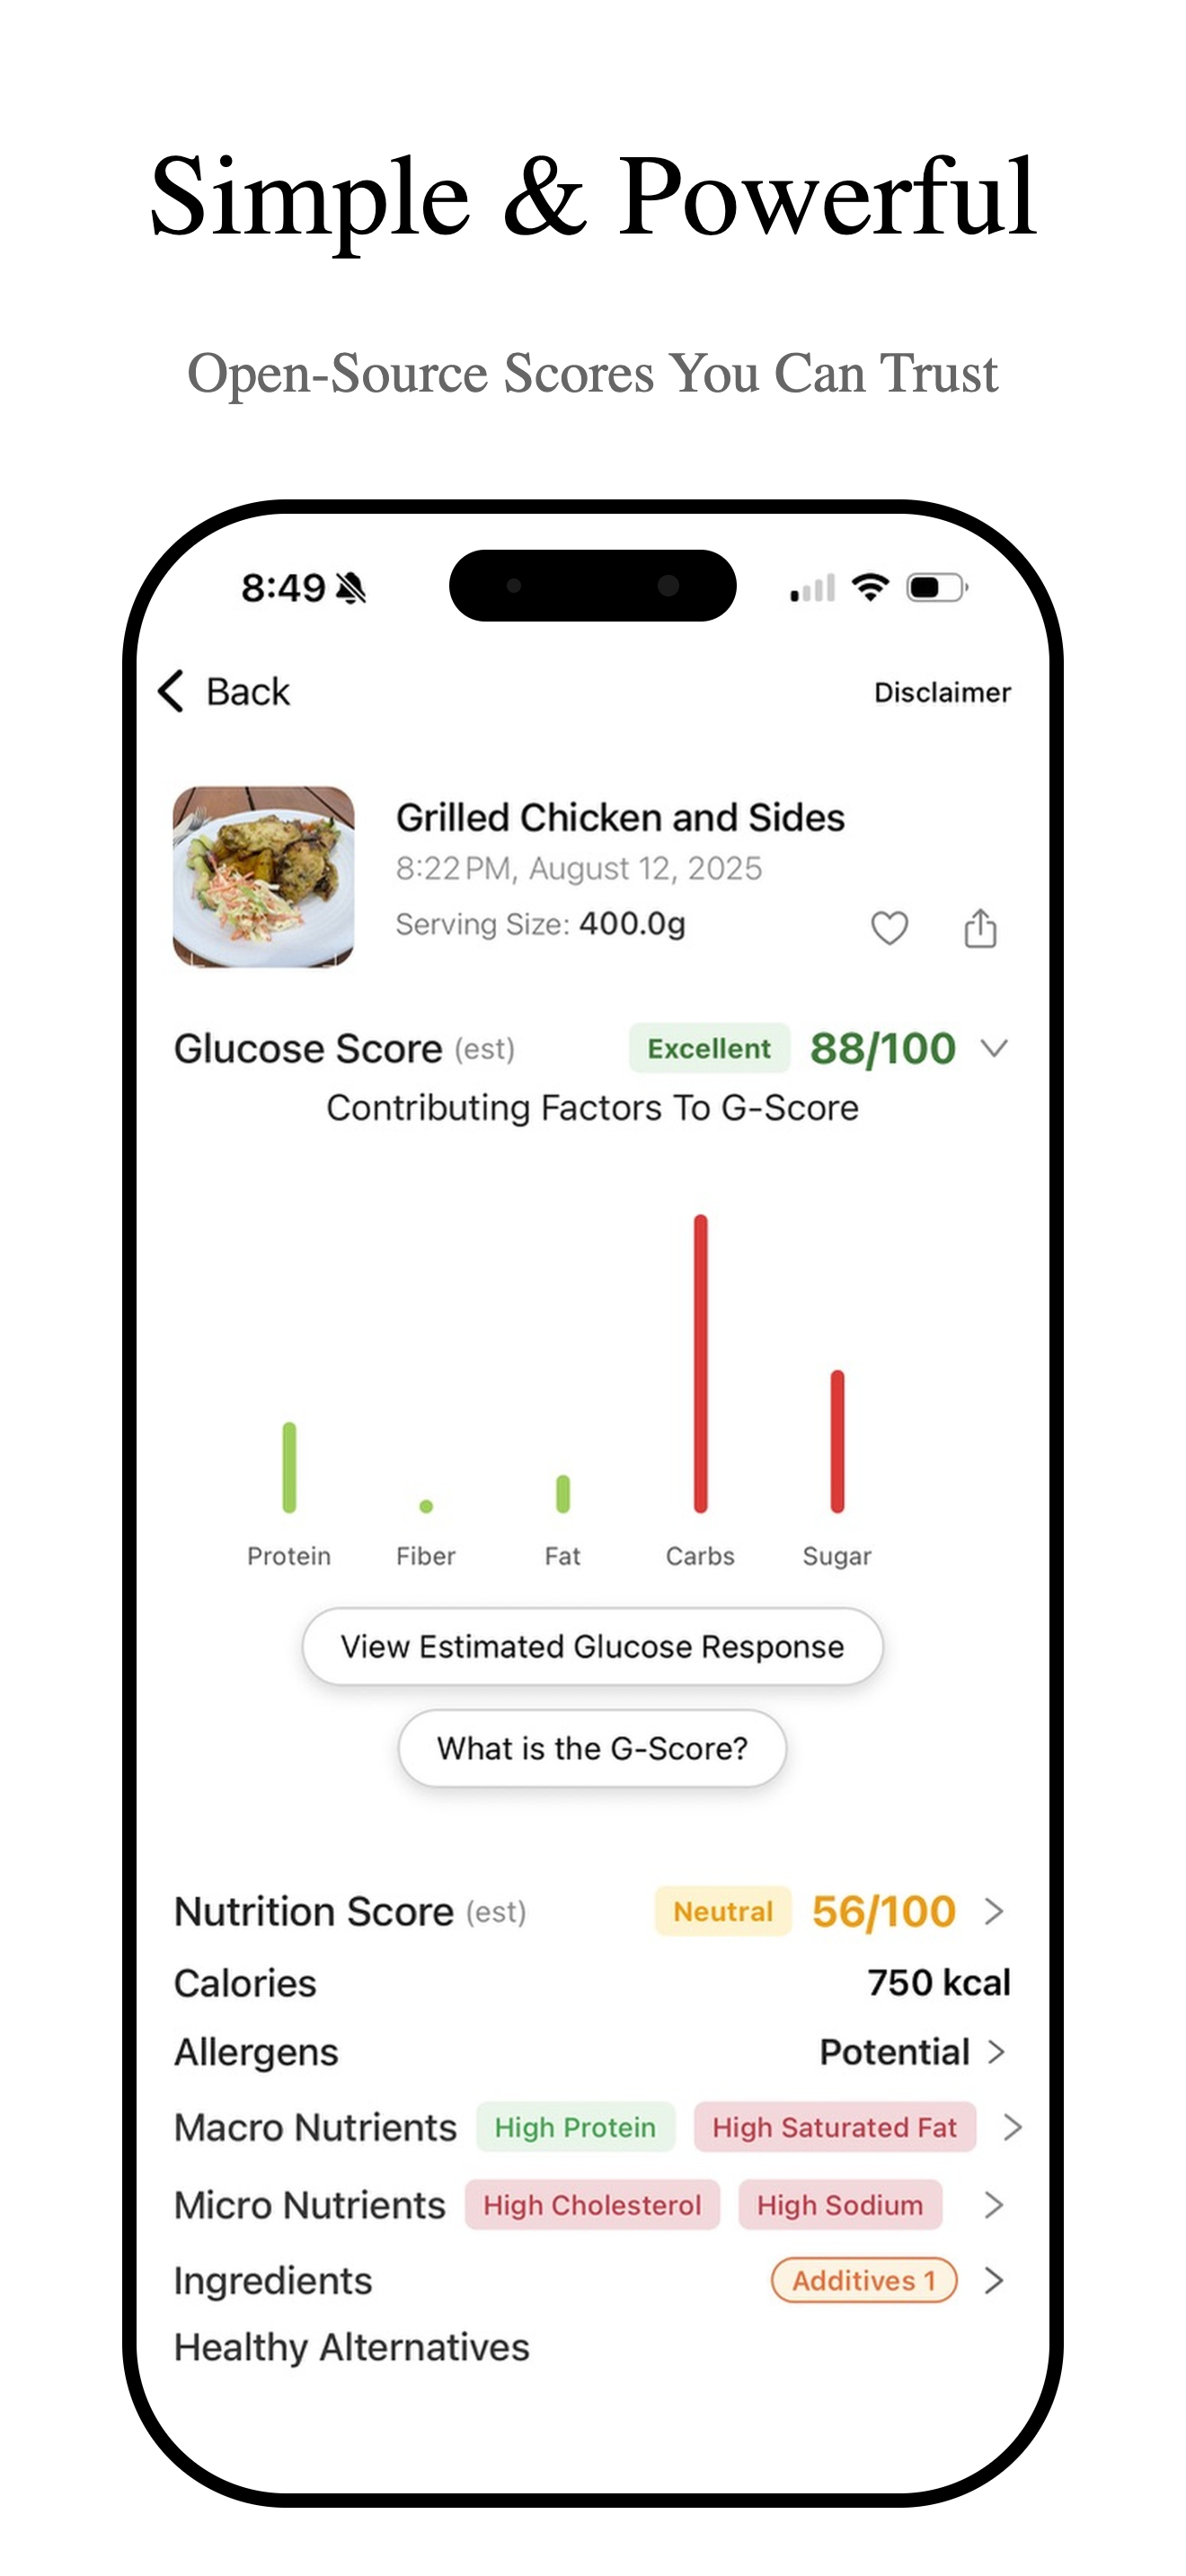 Simple & Powerful
Open-Source Scores You Can Trust
8:49
Back
Disclaimer
Grilled Chicken and Sides
8:22 PM, August 12, 2025
Serving Size: 400.0g
Glucose Score (est) Excellent 88/100
Contributing Factors To G-Score
Protein Fiber Fat Carbs Sugar
View Estimated Glucose Response
What is the G-Score?
Nutrition Score (est) Neutral 56/100
Calories 750 kcal
Allergens Potential
Macro Nutrients High Protein High Saturated Fat
Micro Nutrients High Cholesterol High Sodium
Ingredients Additives 1
Healthy Alternatives